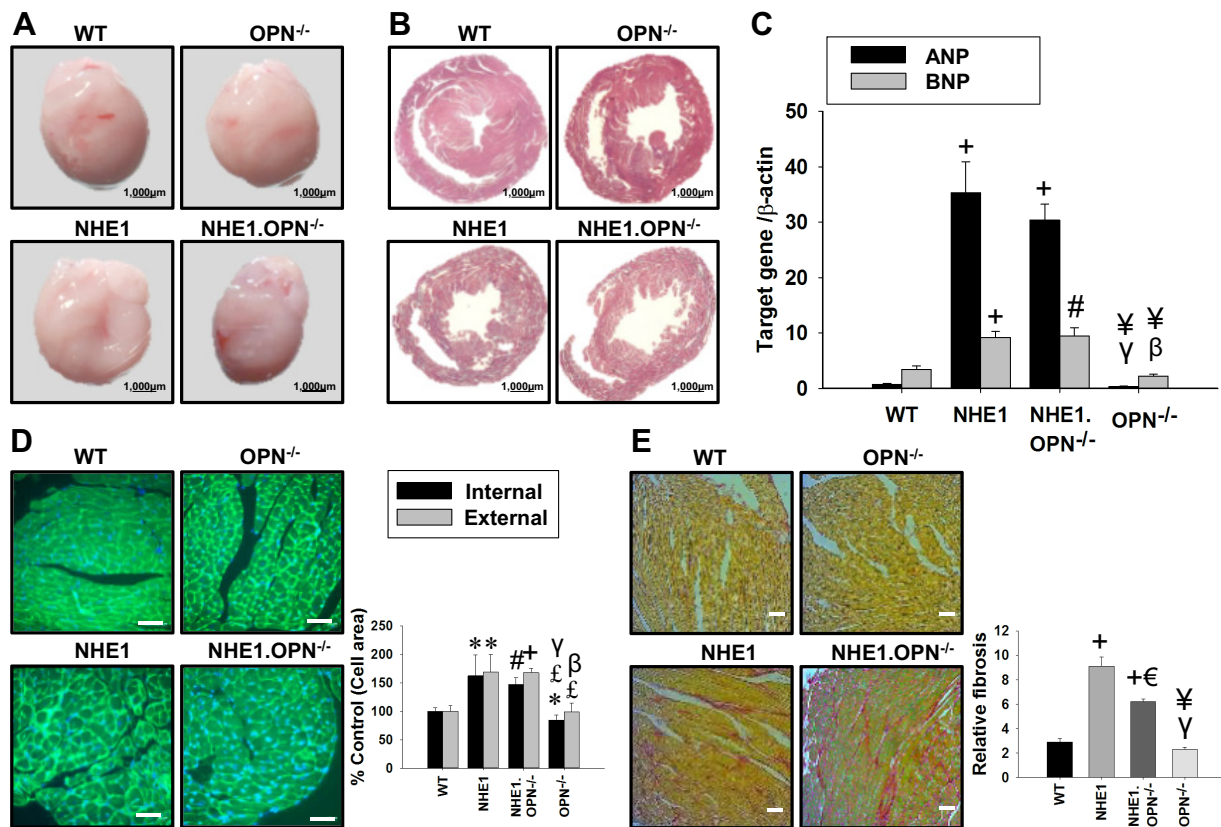 A
WT
OPN-/-
1,000µm
1,000µm
NHE1
NHE1.OPN-/-
1,000µm
1,000µm
B
WT
OPN-/-
1,000µm
1,000µm
NHE1
NHE1.OPN-/-
1,000µm
1,000µm
C
ANP
BNP
Target gene /β-actin
50
40
30
20
10
0
+
+
+
#
¥
γ
¥
β
WT
NHE1
NHE1.
OPN-/-
OPN-/-
D
WT
OPN-/-
NHE1
NHE1.OPN-/-
Internal
External
% Control (Cell area)
250
200
150
100
50
0
**
#+
γ
£ β
* £
WT
NHE1
NHE1.
OPN-/-
OPN-/-
E
WT
OPN-/-
NHE1
NHE1.OPN-/-
Relative fibrosis
12
10
8
6
4
2
0
+
+€
¥
γ
WT
NHE1
NHE1.
OPN-/-
OPN-/-